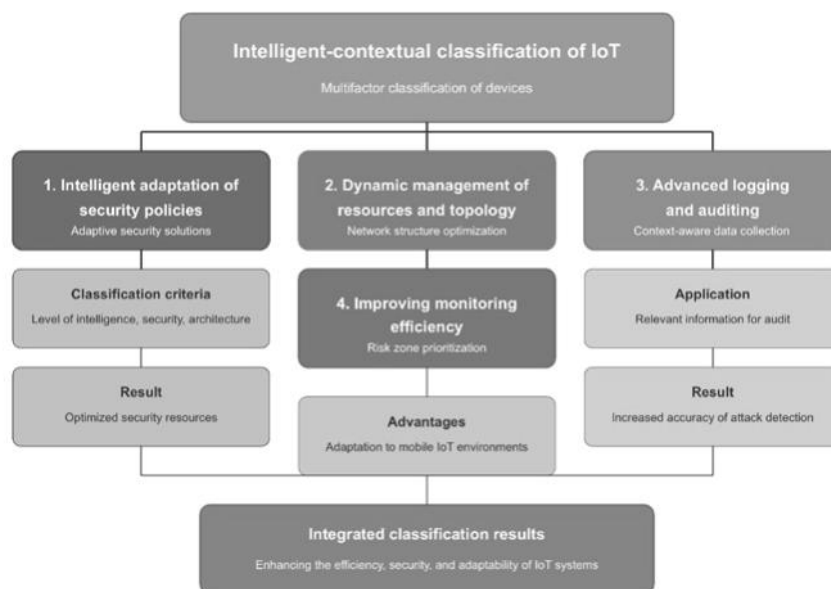 Intelligent-contextual classification of IoT
Multifactor classification of devices
1. Intelligent adaptation of
security policies
Adaptive security solutions
2. Dynamic management of
resources and topology
Network structure optimization
3. Advanced logging
and auditing
Context-aware data collection
Classification criteria
Level of intelligence, security, architecture
4. Improving monitoring
efficiency
Risk zone prioritization
Application
Relevant information for audit
Result
Optimized security resources
Advantages
Adaptation to mobile IoT environments
Result
Increased accuracy of attack detection
Integrated classification results
Enhancing the efficiency, security, and adaptability of IoT systems